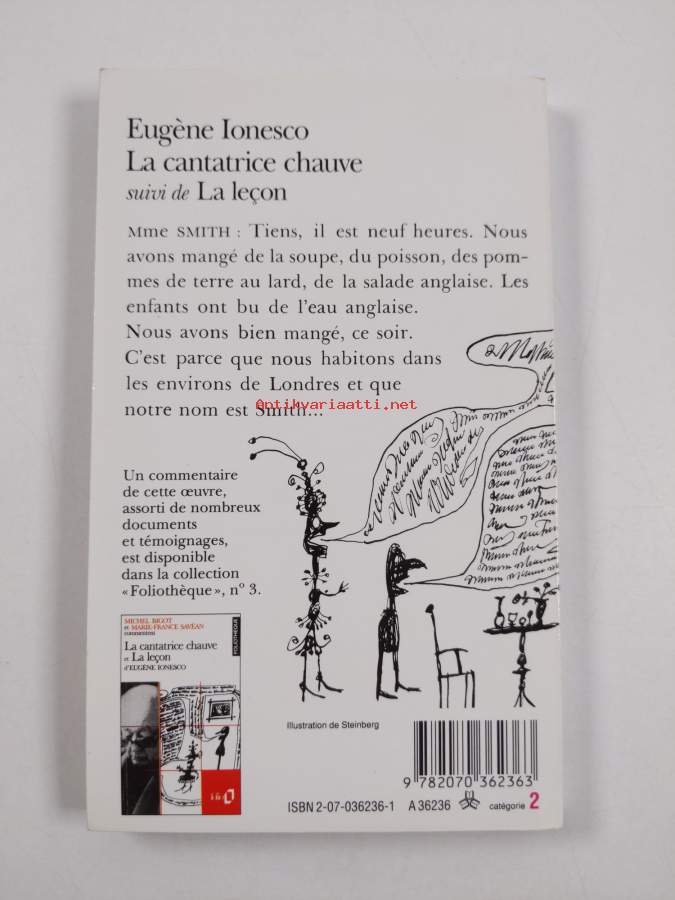 Eugène Ionesco
La cantatrice chauve
suivi de La leçon
Mme SMITH : Tiens, il est neuf heures. Nous
avons mangé de la soupe, du poisson, des pom-
mes de terre au lard, de la salade anglaise. Les
enfants ont bu de l'eau anglaise.
Nous avons bien mangé, ce soir.
C'est parce que nous habitons dans
les environs de Londres et que
notre nom est Smith...
antikvariaatti.net
Un commentaire
de cette œuvre,
assorti de nombreux
documents
et témoignages,
est disponible
dans la collection
«Foliothèque», nº 3.
MICHEL BIGOT
et MARIE-FRANCE SAVÉAN
commentent
La cantatrice chauve
et La leçon
d'EUGÈNE IONESCO
FOLIOTHÈQUE
Illustration de Steinberg
9 782070 362363
ISBN 2-07-036236-1 A 36236 catégorie 2